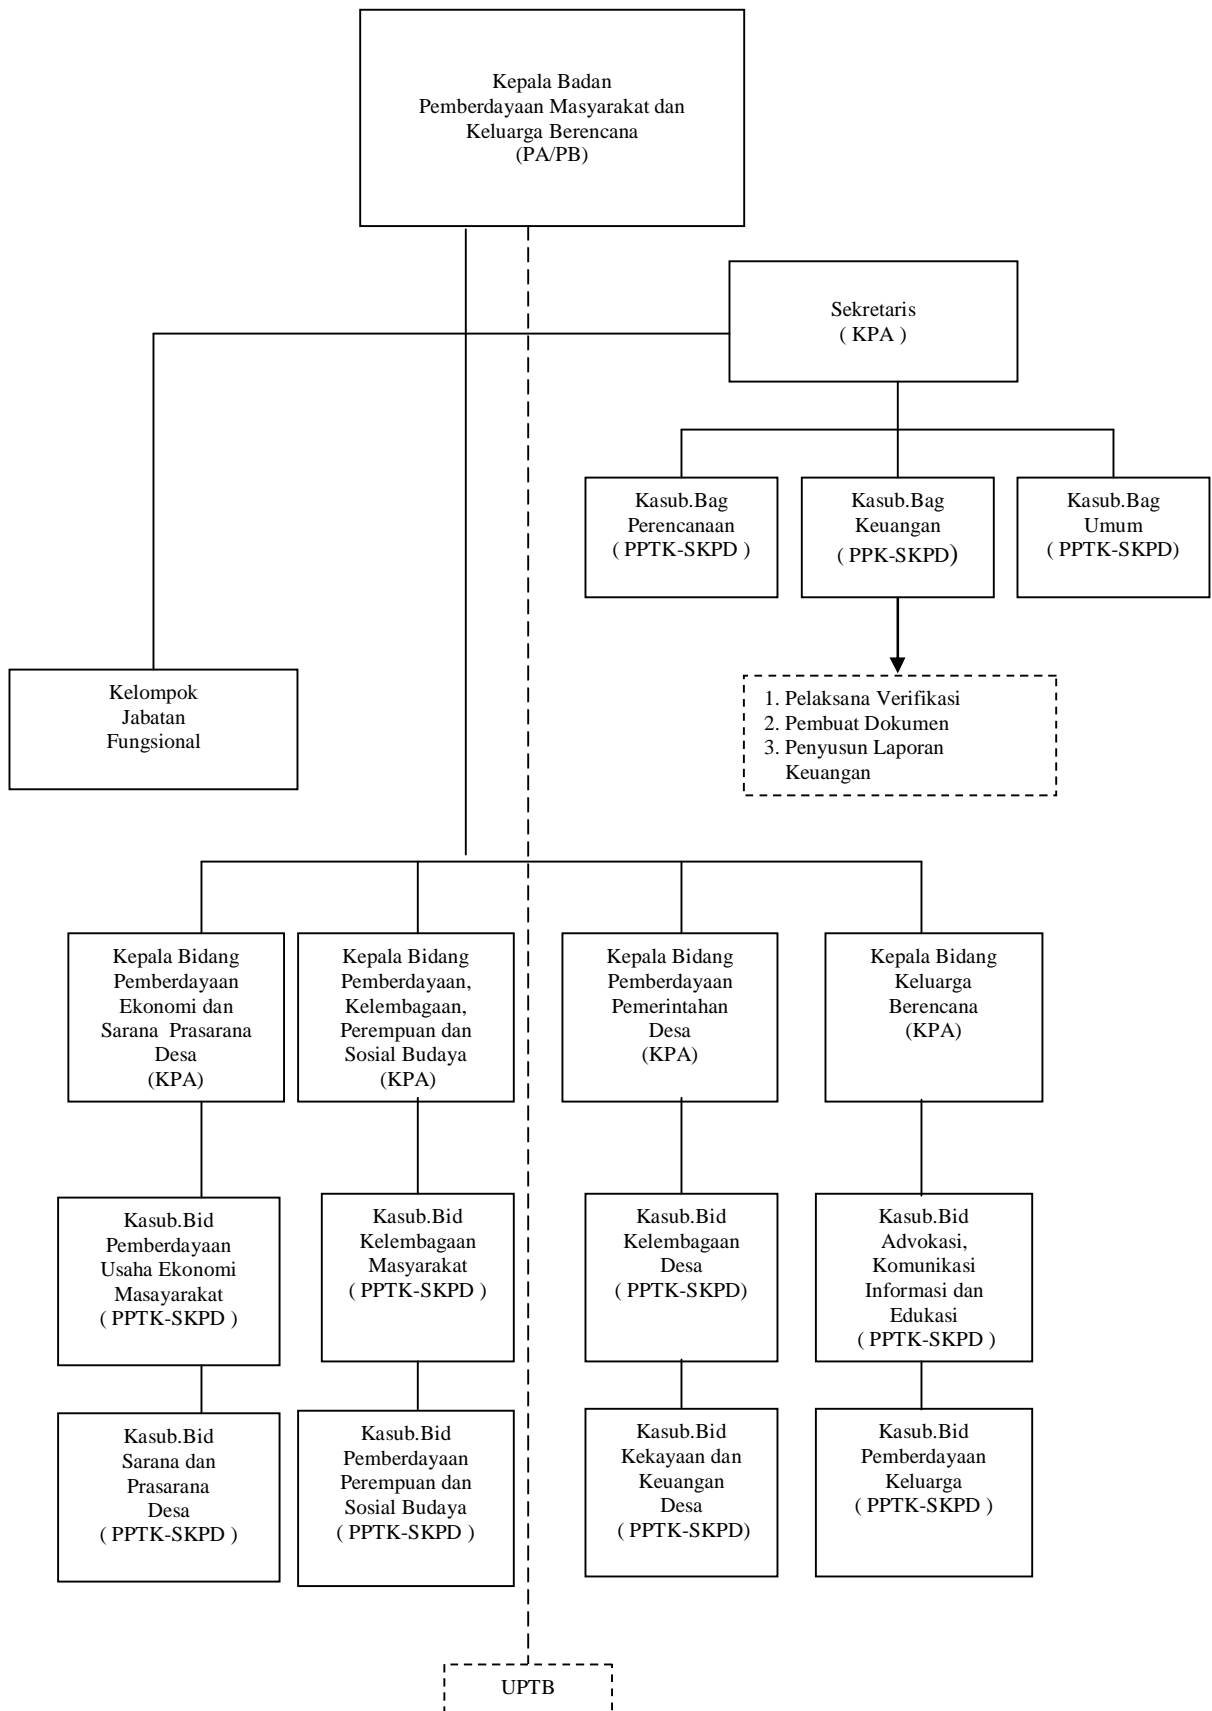 Kepala Badan
Pemberdayaan Masyarakat dan
Keluarga Berencana
(PA/PB)
Sekretaris
( KPA )
Kasub.Bag
Perencanaan
( PPTK-SKPD )
Kasub.Bag
Keuangan
( PPK-SKPD)
Kasub.Bag
Umum
( PPTK-SKPD)
Kelompok
Jabatan
Fungsional
1. Pelaksana Verifikasi
2. Pembuat Dokumen
3. Penyusun Laporan
Keuangan
Kepala Bidang
Pemberdayaan
Ekonomi dan
Sarana Prasarana
Desa
(KPA)
Kepala Bidang
Pemberdayaan,
Kelembagaan,
Perempuan dan
Sosial Budaya
(KPA)
Kepala Bidang
Pemberdayaan
Pemerintahan
Desa
(KPA)
Kepala Bidang
Keluarga
Berencana
(KPA)
Kasub.Bid
Pemberdayaan
Usaha Ekonomi
Masayarakat
( PPTK-SKPD )
Kasub.Bid
Kelembagaan
Masyarakat
( PPTK-SKPD )
Kasub.Bid
Kelembagaan
Desa
( PPTK-SKPD)
Kasub.Bid
Advokasi,
Komunikasi
Informasi dan
Edukasi
( PPTK-SKPD )
Kasub.Bid
Sarana dan
Prasarana
Desa
( PPTK-SKPD )
Kasub.Bid
Pemberdayaan
Perempuan dan
Sosial Budaya
( PPTK-SKPD )
Kasub.Bid
Kekayaan dan
Keuangan
Desa
( PPTK-SKPD)
Kasub.Bid
Pemberdayaan
Keluarga
( PPTK-SKPD )
UPTB